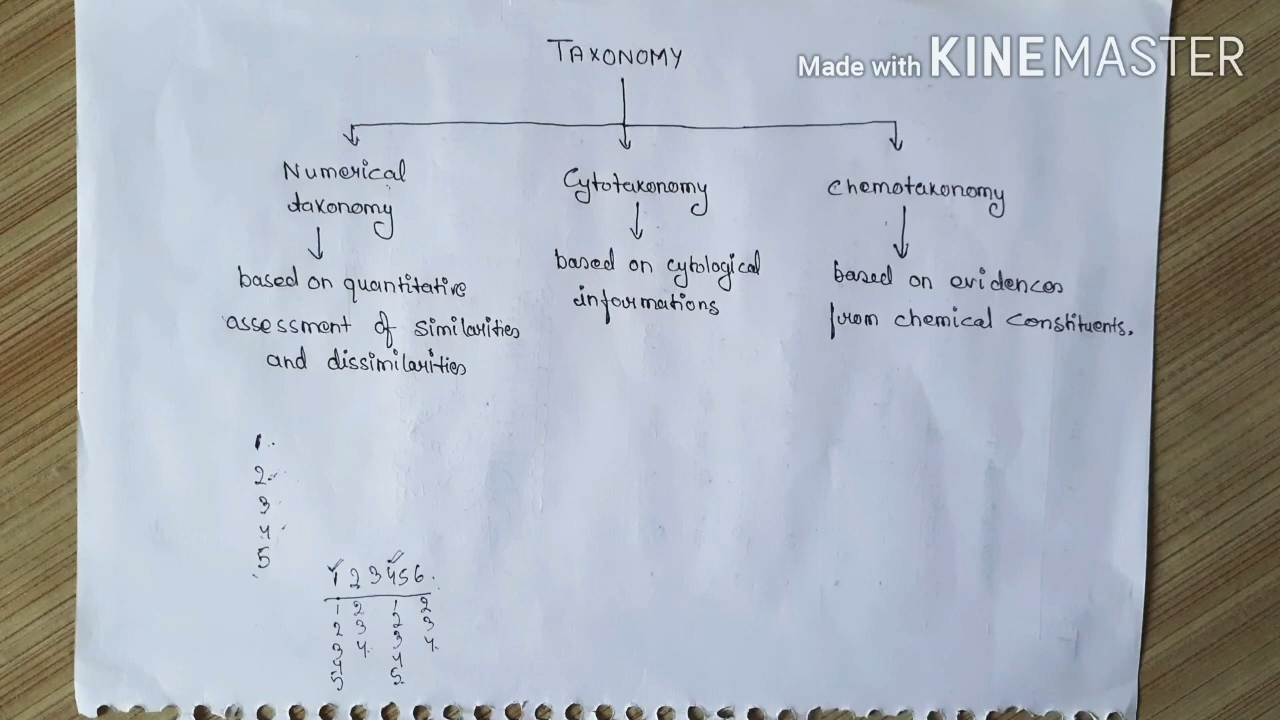 TAXONOMY
Made with KINEMASTER
Numerical
taxonomy
Cytotaxonomy
Chemotaxonomy
based on quantitative
assessment of similarities
and dissimilarities
based on cytological
informations
based on evidences
from chemical constituents.
1
2
3
4
5
1 2 3 4 5 6
1 2 1 2
2 3 2 3
3 4 3 4
4 4
5 5